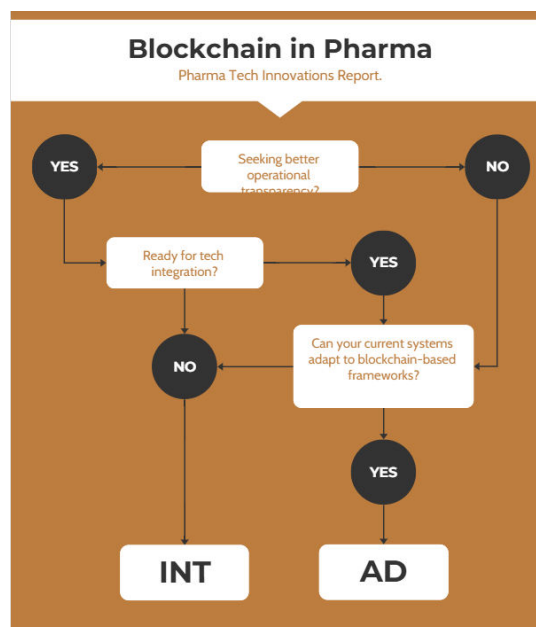 Blockchain in Pharma
Pharma Tech Innovations Report.
YES
Seeking better
operational
transparency?
NO
Ready for tech
integration?
YES
Can your current systems
adapt to blockchain-based
frameworks?
NO
YES
INT
AD